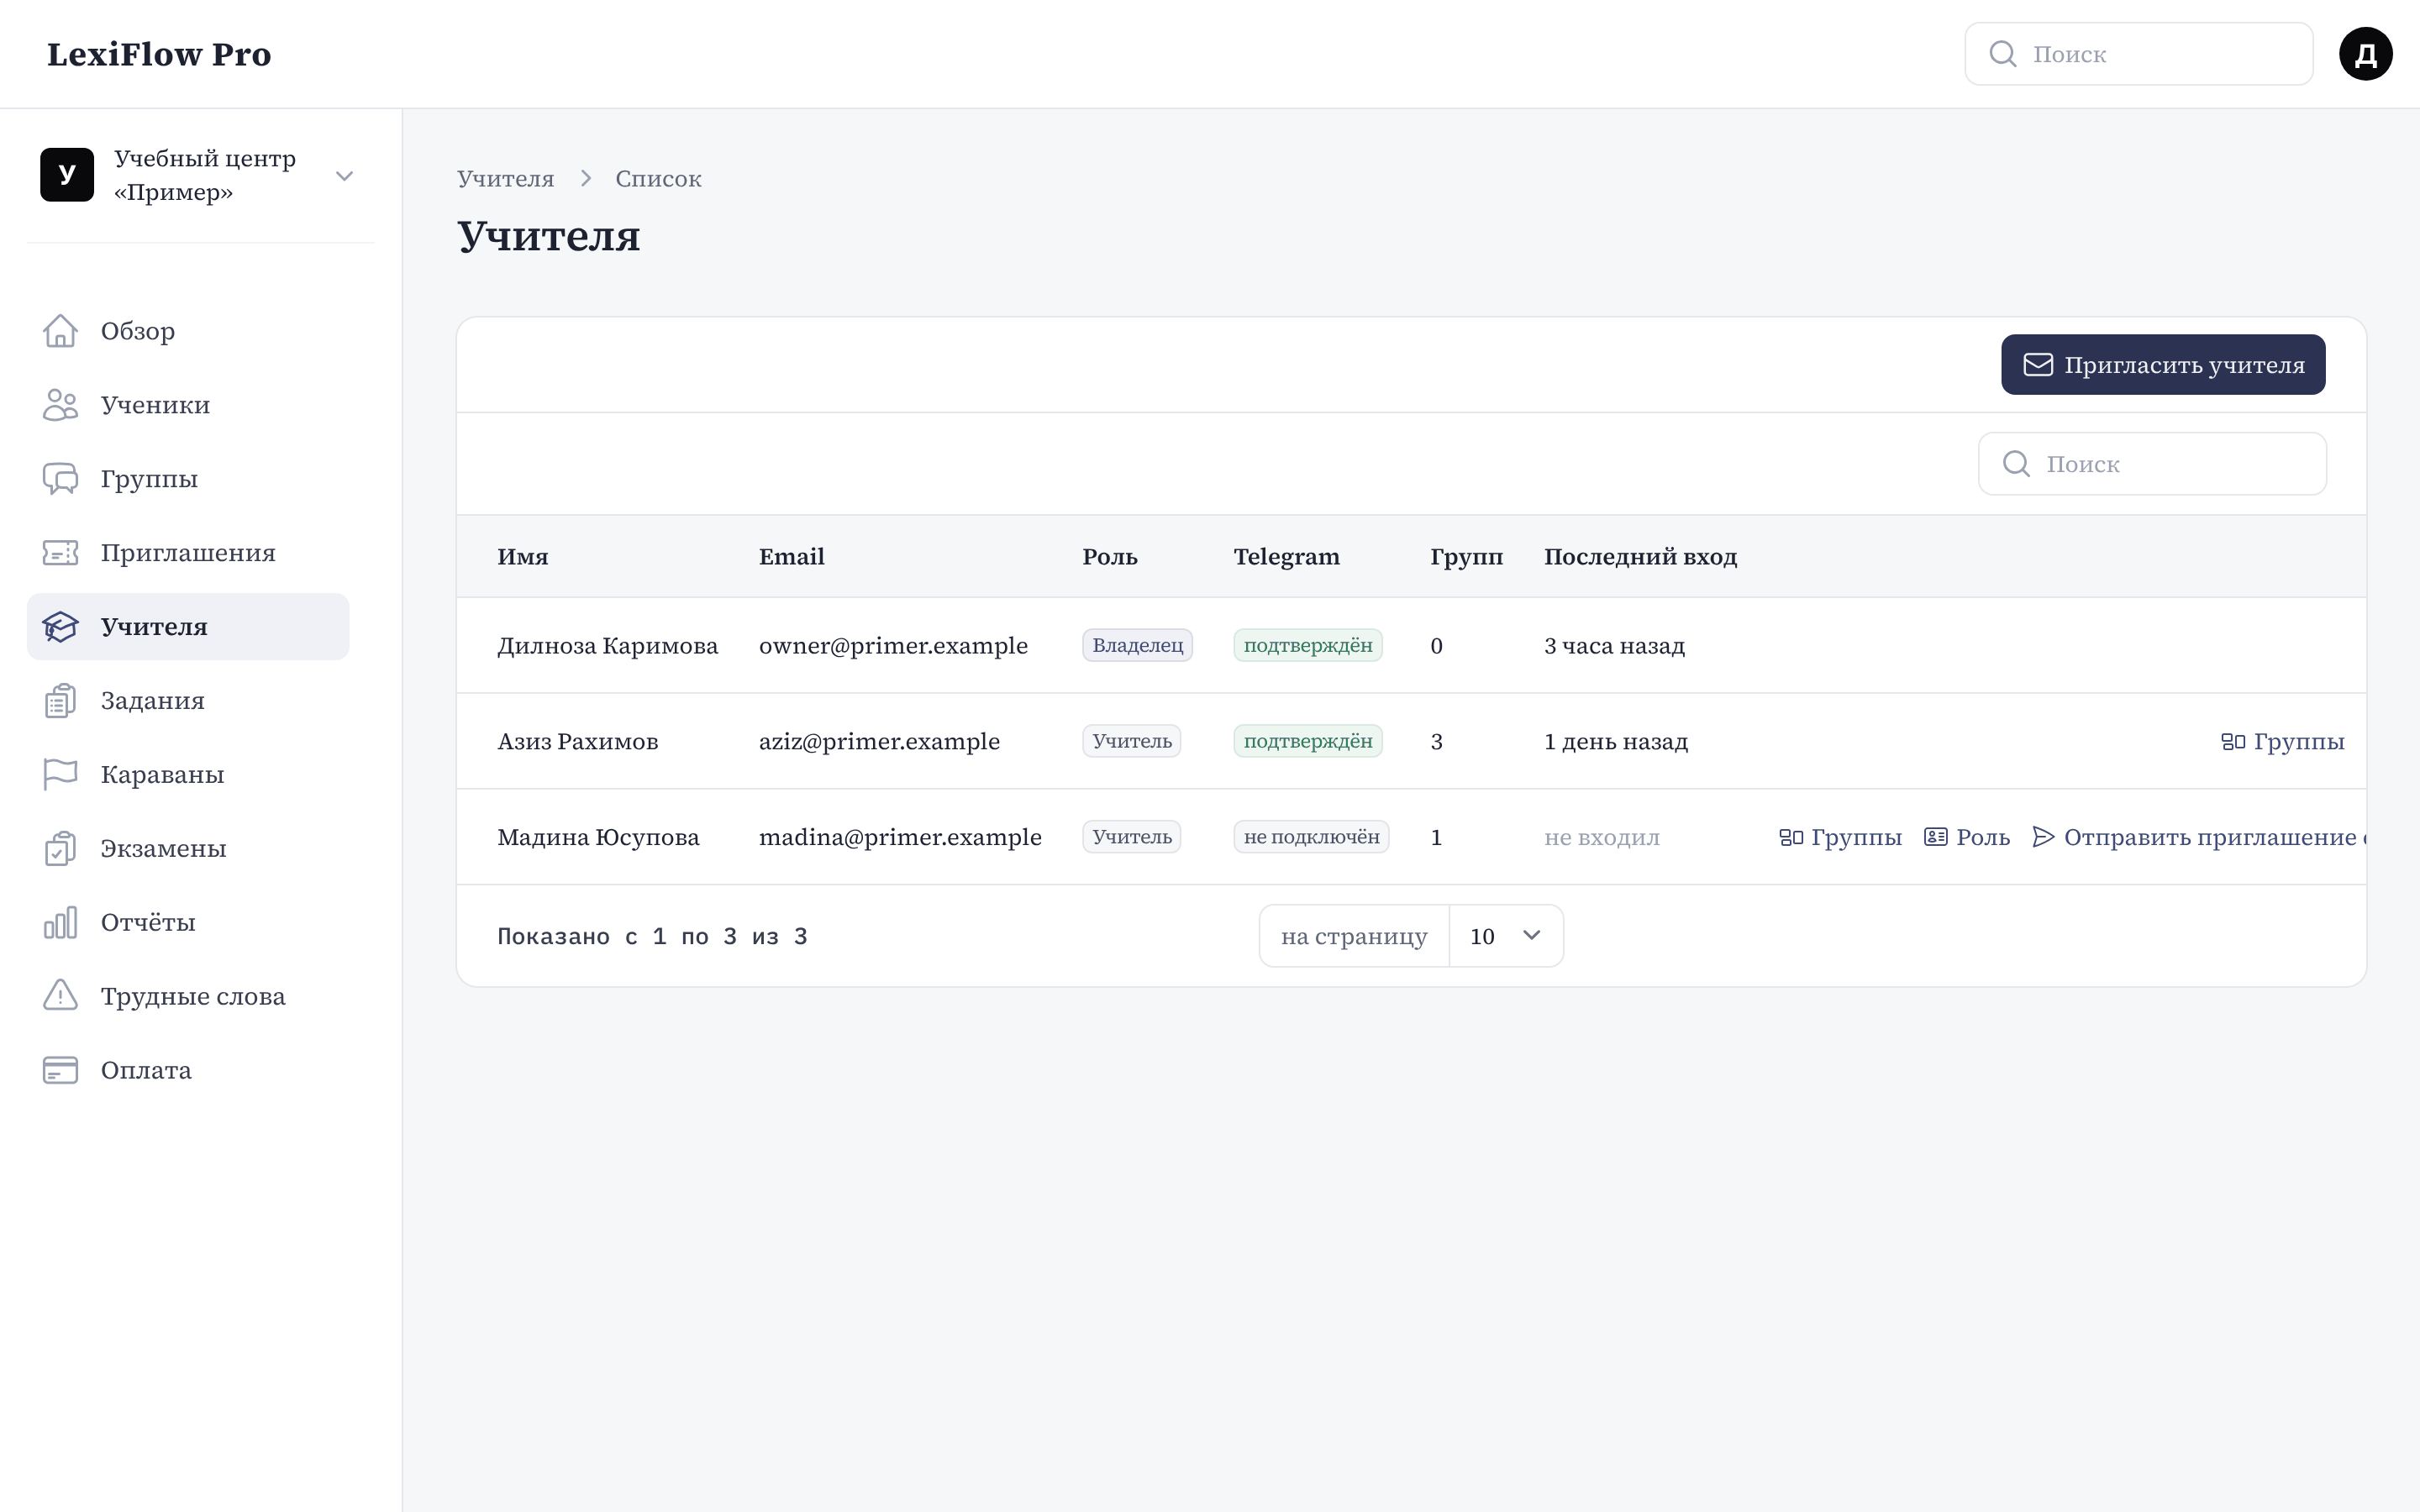 LexiFlow Pro
Поиск
Д
У
Учебный центр
«Пример»
Обзор
Ученики
Группы
Приглашения
Учителя
Задания
Караваны
Экзамены
Отчёты
Трудные слова
Оплата
Учителя Список
Учителя
Пригласить учителя
Поиск
Имя Email Роль Telegram Групп Последний вход
Дилноза Каримова owner@primer.example Владелец подтверждён 0 3 часа назад
Азиз Рахимов aziz@primer.example Учитель подтверждён 3 1 день назад Группы
Мадина Юсупова madina@primer.example Учитель не подключён 1 не входил Группы Роль Отправить приглашение
Показано с 1 по 3 из 3
на страницу 10